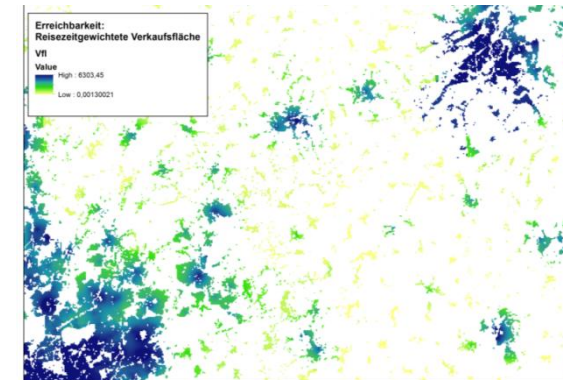 Erreichbarkeit:
Reisezeitgewichtete Verkaufsfläche
Vfl
Value
High : 6303,45
Low : 0,00130021